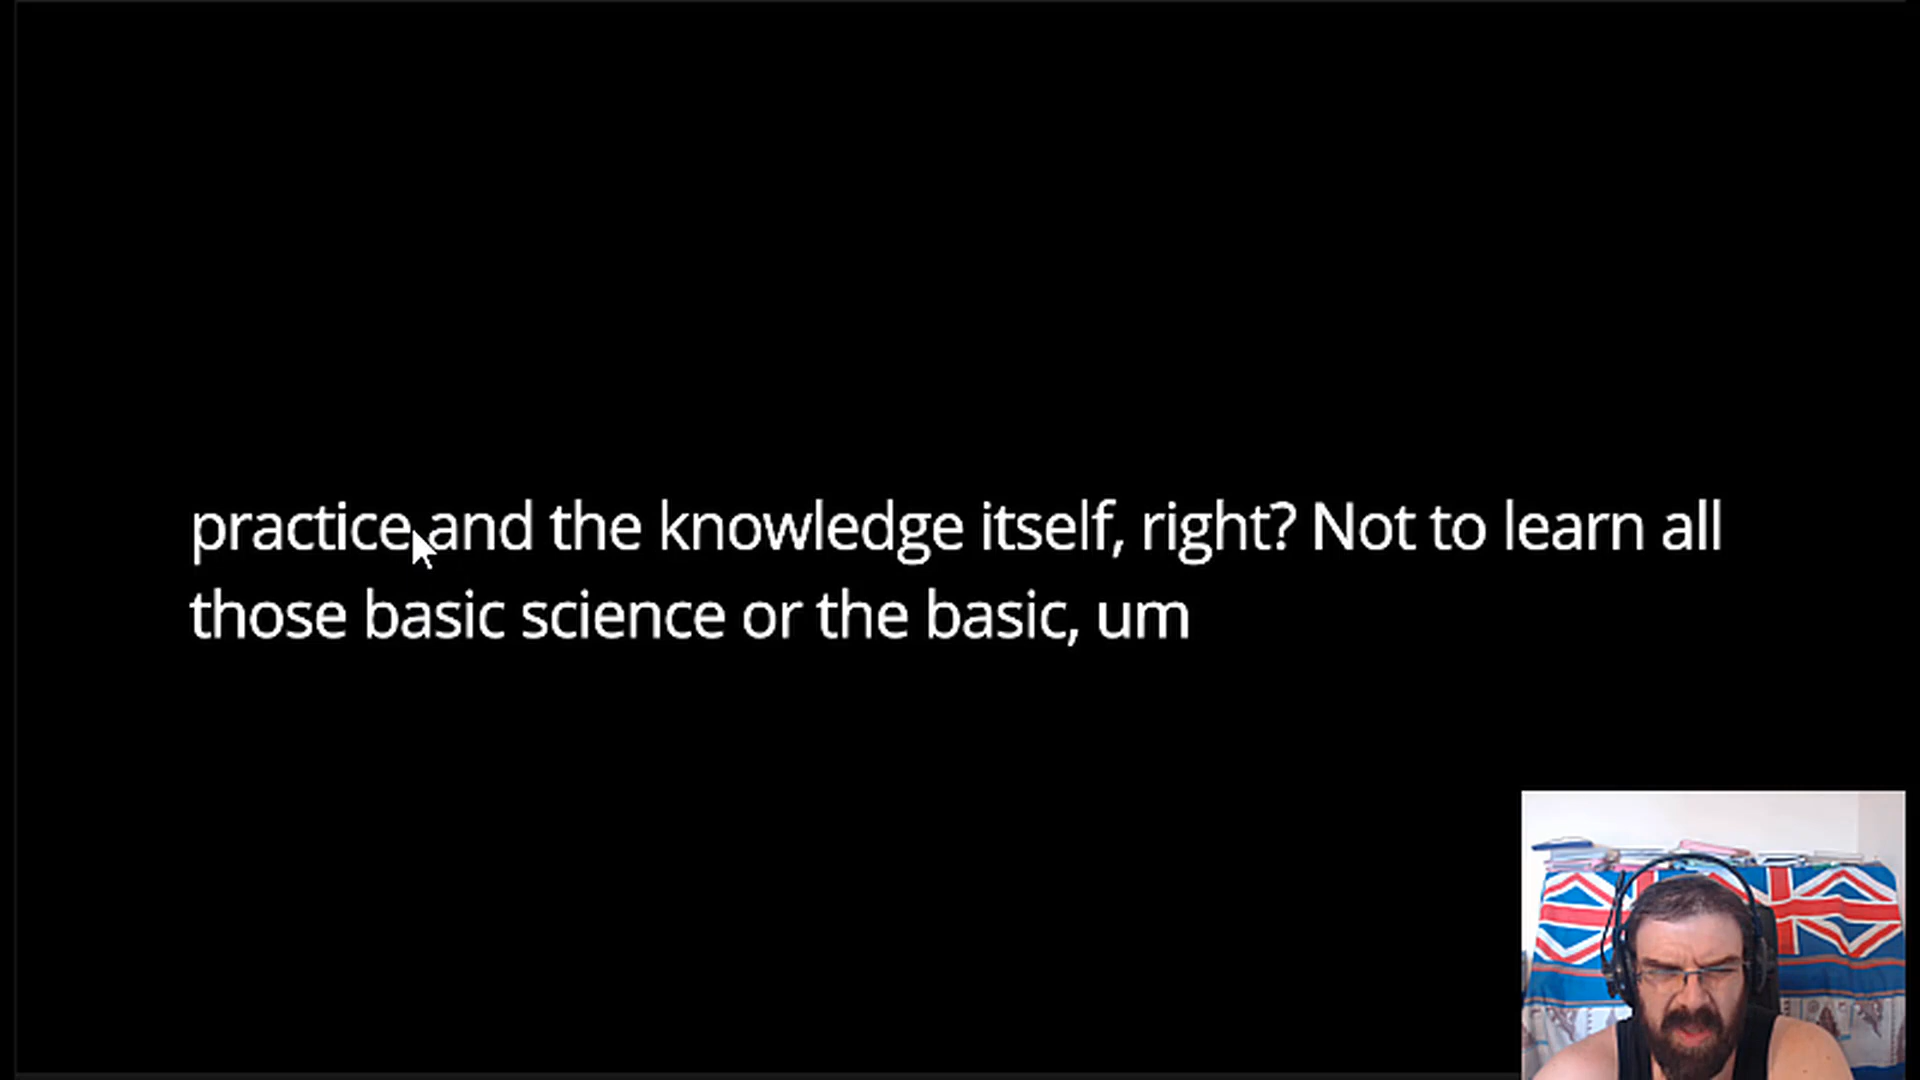 practice and the knowledge itself, right? Not to learn all
those basic science or the basic, um